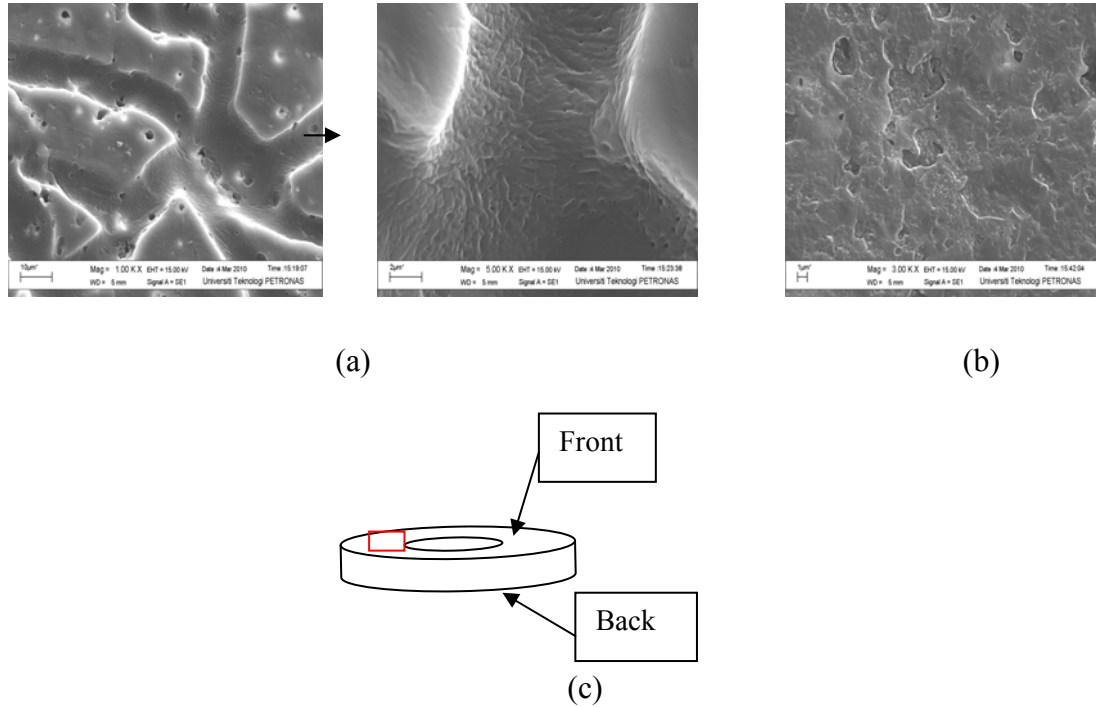 10µm
Mag = 1.00 K X EHT = 15.00 kV Date :4 Mar 2010 Time :15:19:07
WD = 5 mm Signal A = SE1 Universiti Teknologi PETRONAS
2µm
Mag = 5.00 K X EHT = 15.00 kV Date :4 Mar 2010 Time :15:23:38
WD = 5 mm Signal A = SE1 Universiti Teknologi PETRONAS
1µm
Mag = 3.00 K X EHT = 15.00 kV Date :4 Mar 2010 Time :15:42:04
WD = 5 mm Signal A = SE1 Universiti Teknologi PETRONAS
(a)
(b)
Front
Back
(c)